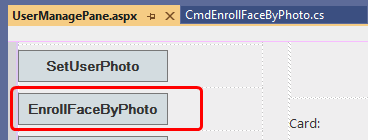 UserManagePane.aspx CmdEnrollFaceByPhoto.cs
SetUserPhoto
EnrollFaceByPhoto
Card: